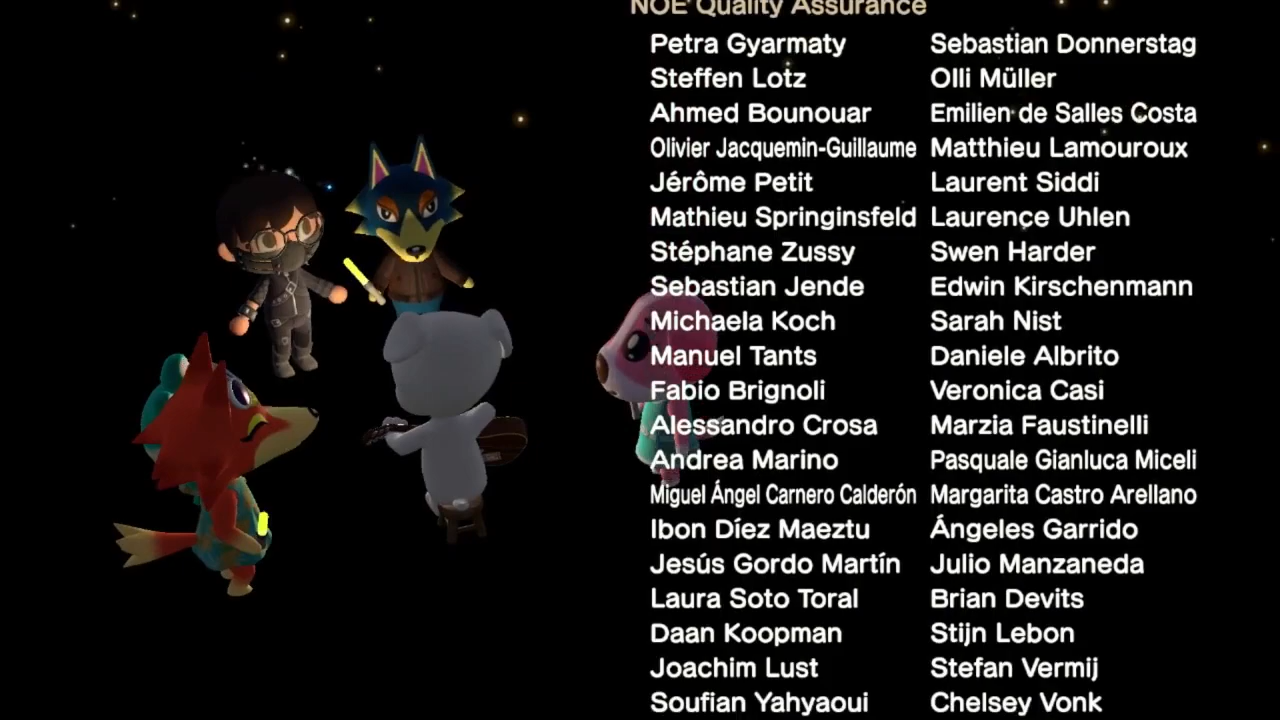 NOE Quality Assurance
Petra Gyarmaty Sebastian Donnerstag
Steffen Lotz Olli Müller
Ahmed Bounouar Emilien de Salles Costa
Olivier Jacquemin-Guillaume Matthieu Lamouroux
Jérôme Petit Laurent Siddi
Mathieu Springinsfeld Laurence Uhlen
Stéphane Zussy Swen Harder
Sebastian Jende Edwin Kirschenmann
Michaela Koch Sarah Nist
Manuel Tants Daniele Albrito
Fabio Brignoli Veronica Casi
Alessandro Crosa Marzia Faustinelli
Andrea Marino Pasquale Gianluca Miceli
Miguel Ángel Carnero Calderón Margarita Castro Arellano
Ibon Díez Maeztu Ángeles Garrido
Jesús Gordo Martín Julio Manzaneda
Laura Soto Toral Brian Devits
Daan Koopman Stijn Lebon
Joachim Lust Stefan Vermij
Soufian Yahyaoui Chelsey Vonk